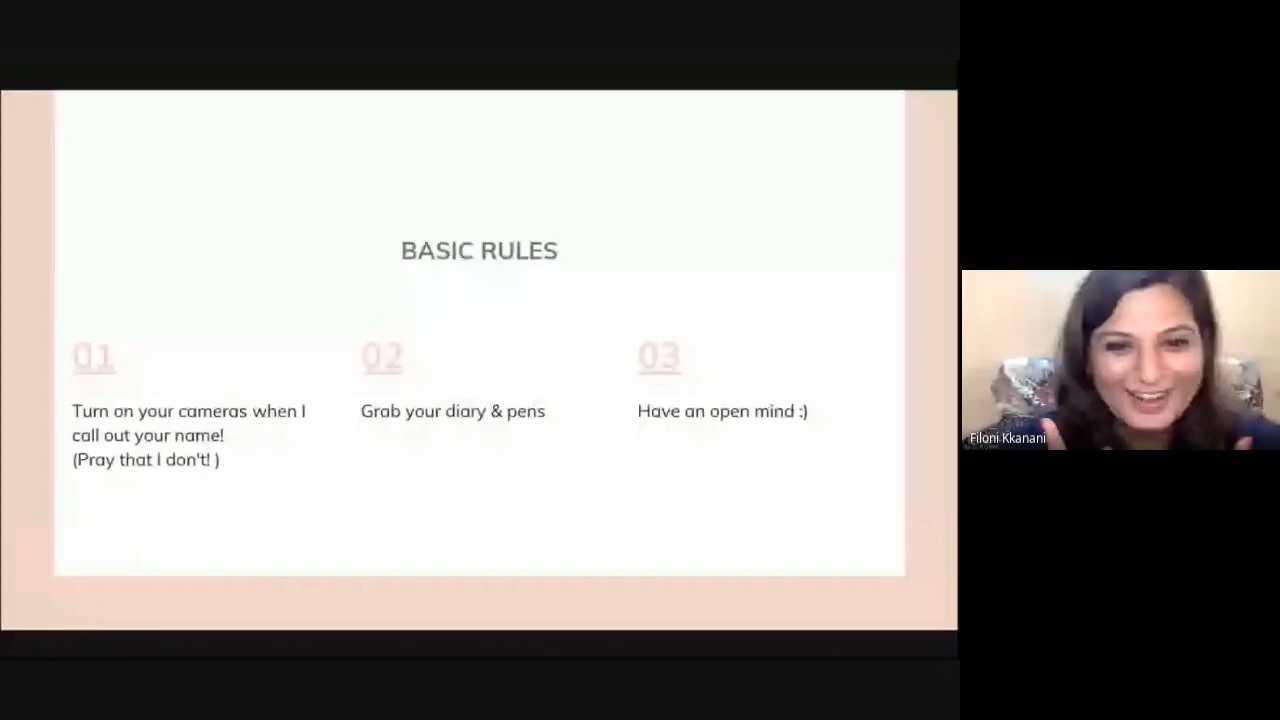 BASIC RULES
01
Turn on your cameras when I
call out your name!
(Pray that I don't! )
02
Grab your diary & pens
03
Have an open mind :)
Filoni Kkanani